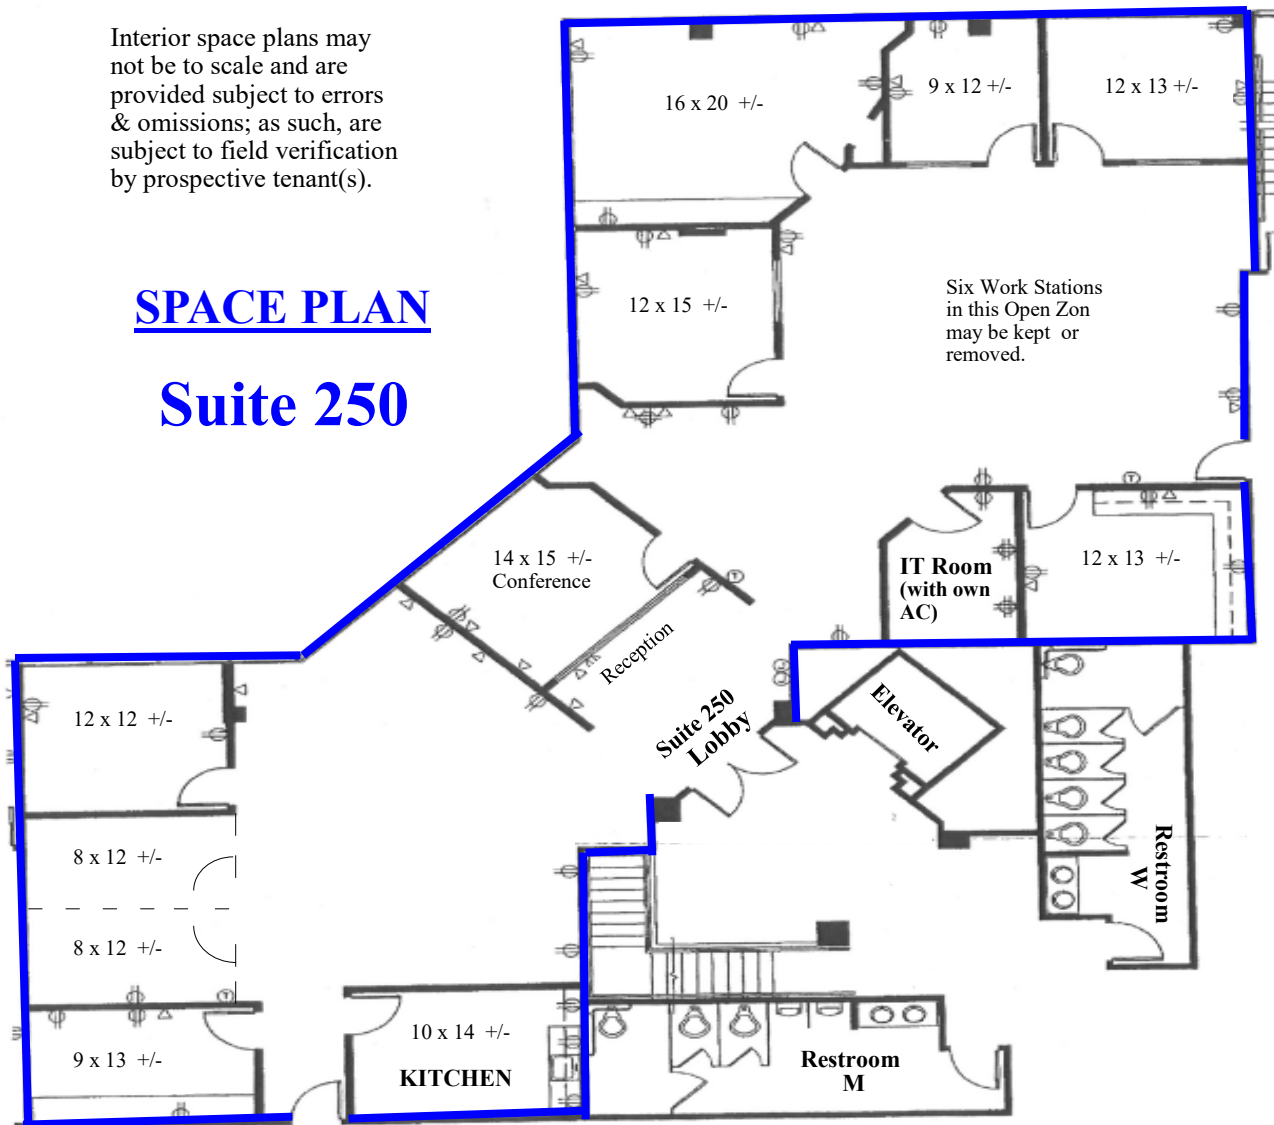 Interior space plans may
not be to scale and are
provided subject to errors
& omissions; as such, are
subject to field verification
by prospective tenant(s).
SPACE PLAN
Suite 250
16 x 20 +/-
9 x 12 +/-
12 x 13 +/-
12 x 15 +/-
Six Work Stations
in this Open Zon
may be kept or
removed.
T
14 x 15 +/-
Conference
T
IT Room
(with own
AC)
12 x 13 +/-
Reception
Suite 250
Lobby
Elevator
12 x 12 +/-
8 x 12 +/-
8 x 12 +/-
T
9 x 13 +/-
10 x 14 +/-
KITCHEN
Restroom
W
Restroom
M